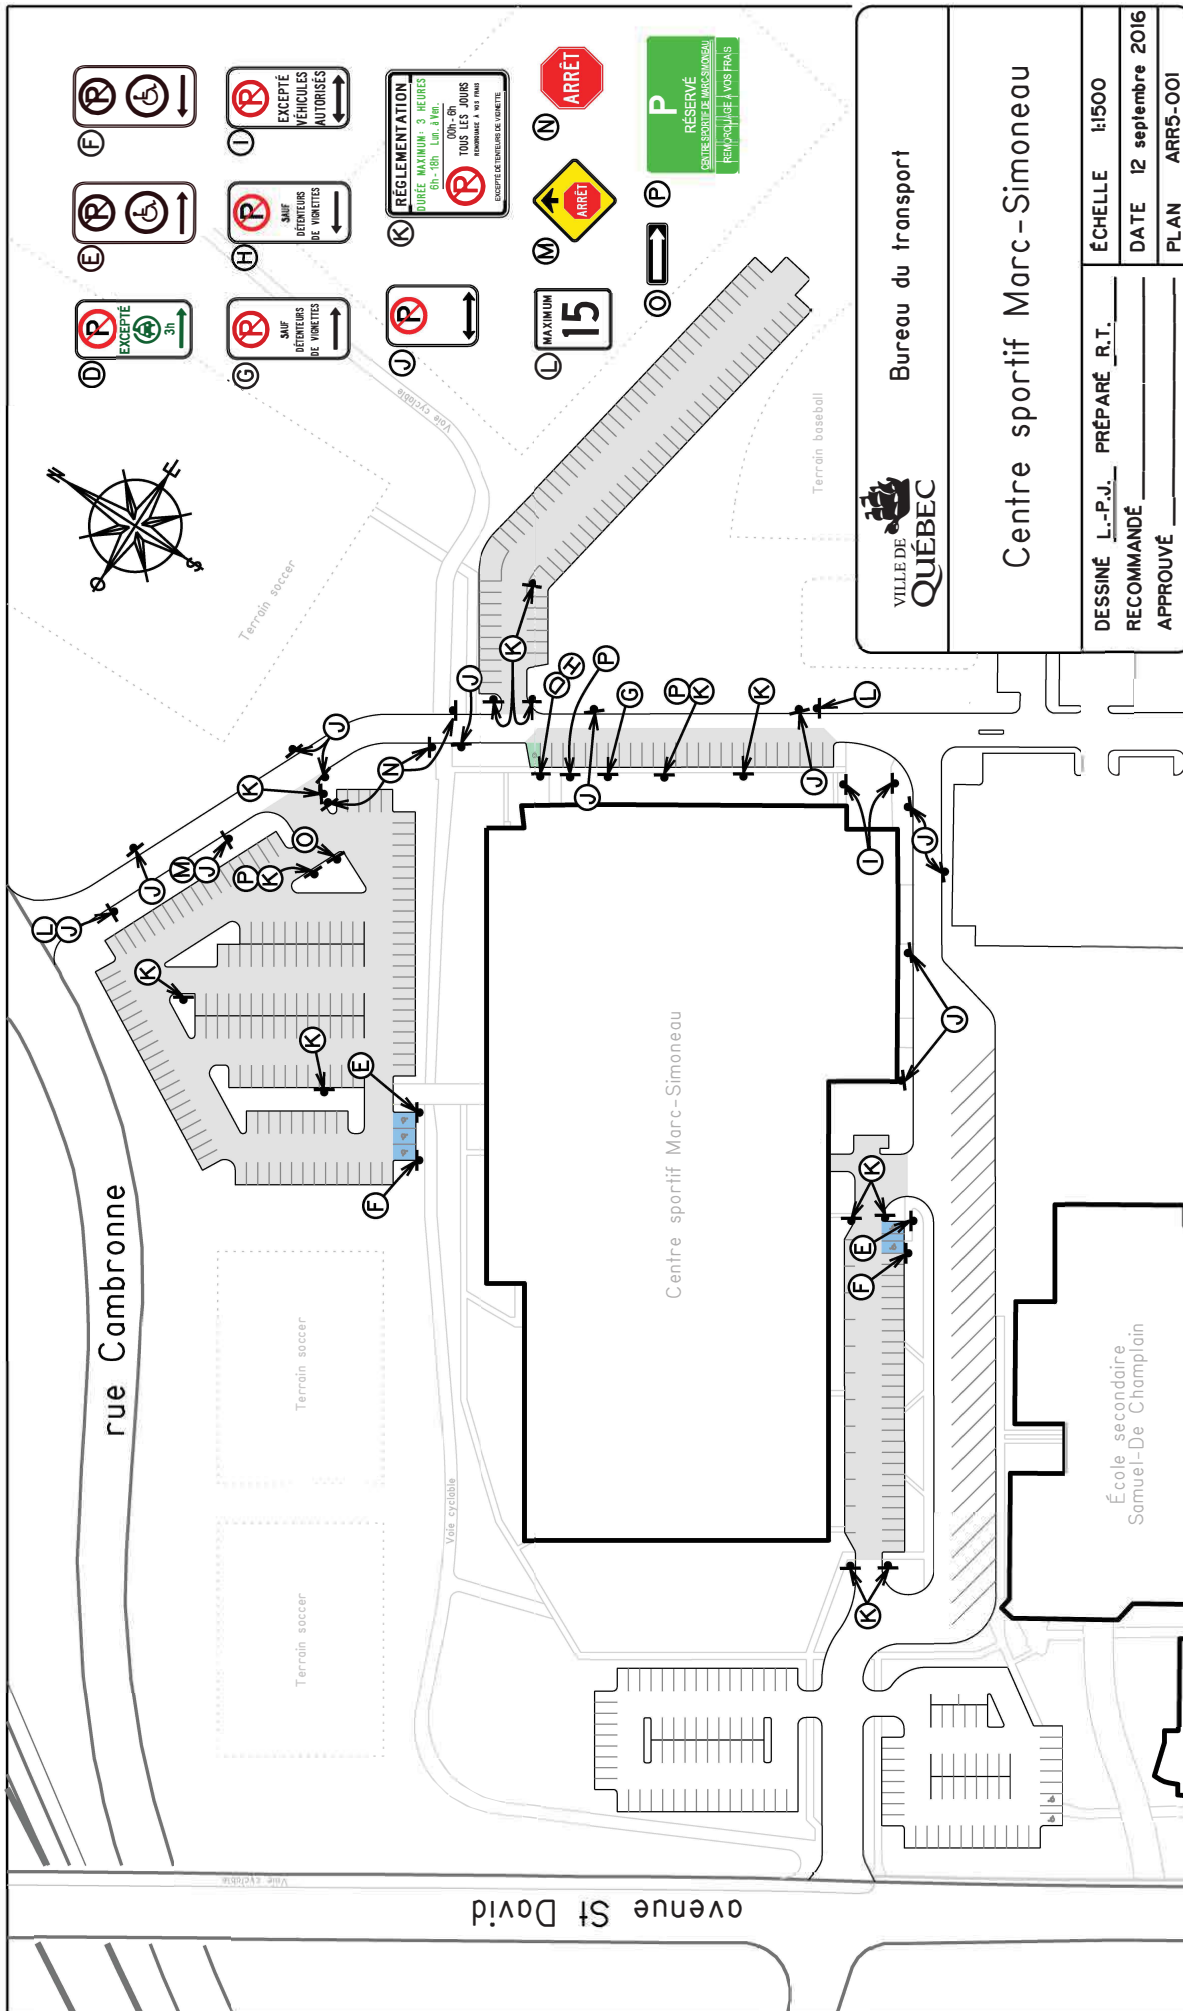 D
P
EXCEPTÉ
3h
E
P
F
P
G
P
SAUF
DÉTENTEURS
DE VIGNETTES
H
P
SAUF
DÉTENTEURS
DE VIGNETTES
I
P
EXCEPTÉ
VÉHICULES
AUTORISÉS
J
P
K
RÉGLEMENTATION
DURÉE MAXIMUM: 3 HEURES
6h - 18h Lun. à Ven.
P
00h - 6h
TOUS LES JOURS
REMORQUAGE À VOS FRAIS
EXCEPTÉ DÉTENTEURS DE VIGNETTE
L
MAXIMUM
15
M
ARRÊT
N
ARRÊT
O
P
P
RÉSERVÉ
CENTRE SPORTIF DE MARC-SIMONEAU
REMORQUAGE À VOS FRAIS
N
E
S
O
rue Cambronne
avenue St David
Voie cyclable
Voie cyclable
Voie cyclable
Terrain soccer
Terrain soccer
Terrain soccer
Terrain baseball
Centre sportif Marc-Simoneau
École secondaire
Samuel-De Champlain
L
J
J
M
J
K
J
K
P
O
K
K
E
F
N
J
K
D
H
P
J
G
P
K
K
J
L
I
J
J
K
E
F
K
VILLE DE
QUÉBEC
Bureau du transport
Centre sportif Marc-Simoneau
DESSINÉ L.-P.J. PRÉPARÉ R.T.
RECOMMANDÉ
APPROUVÉ
ÉCHELLE 1:1500
DATE 12 septembre 2016
PLAN ARR5-001